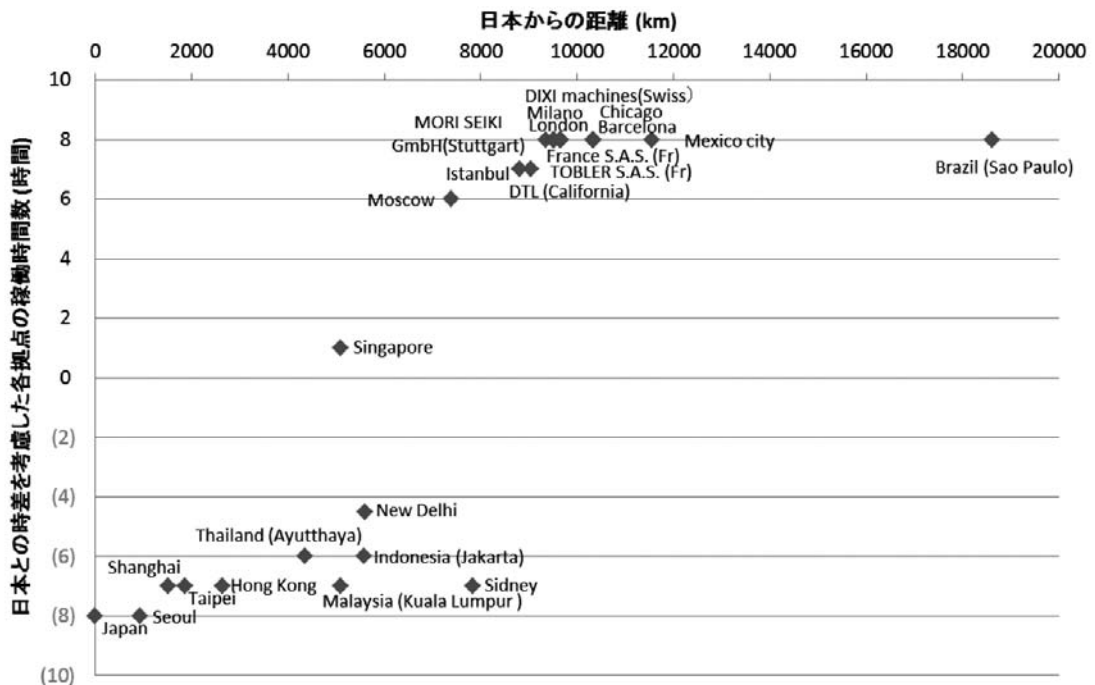 日本からの距離 (km)
0 2000 4000 6000 8000 10000 12000 14000 16000 18000 20000
日本との時差を考慮した各拠点の稼働時間数(時間)
10
8
6
4
2
0
(2)
(4)
(6)
(8)
(10)
DIXI machines(Swiss)
Milano Chicago
MORI SEIKI London Barcelona
GmbH(Stuttgart) Mexico city
France S.A.S. (Fr)
Istanbul TOBLER S.A.S. (Fr) Brazil (Sao Paulo)
DTL (California)
Moscow
Singapore
New Delhi
Thailand (Ayutthaya)
Indonesia (Jakarta)
Shanghai
Hong Kong Sidney
Taipei Malaysia (Kuala Lumpur )
Seoul
Japan